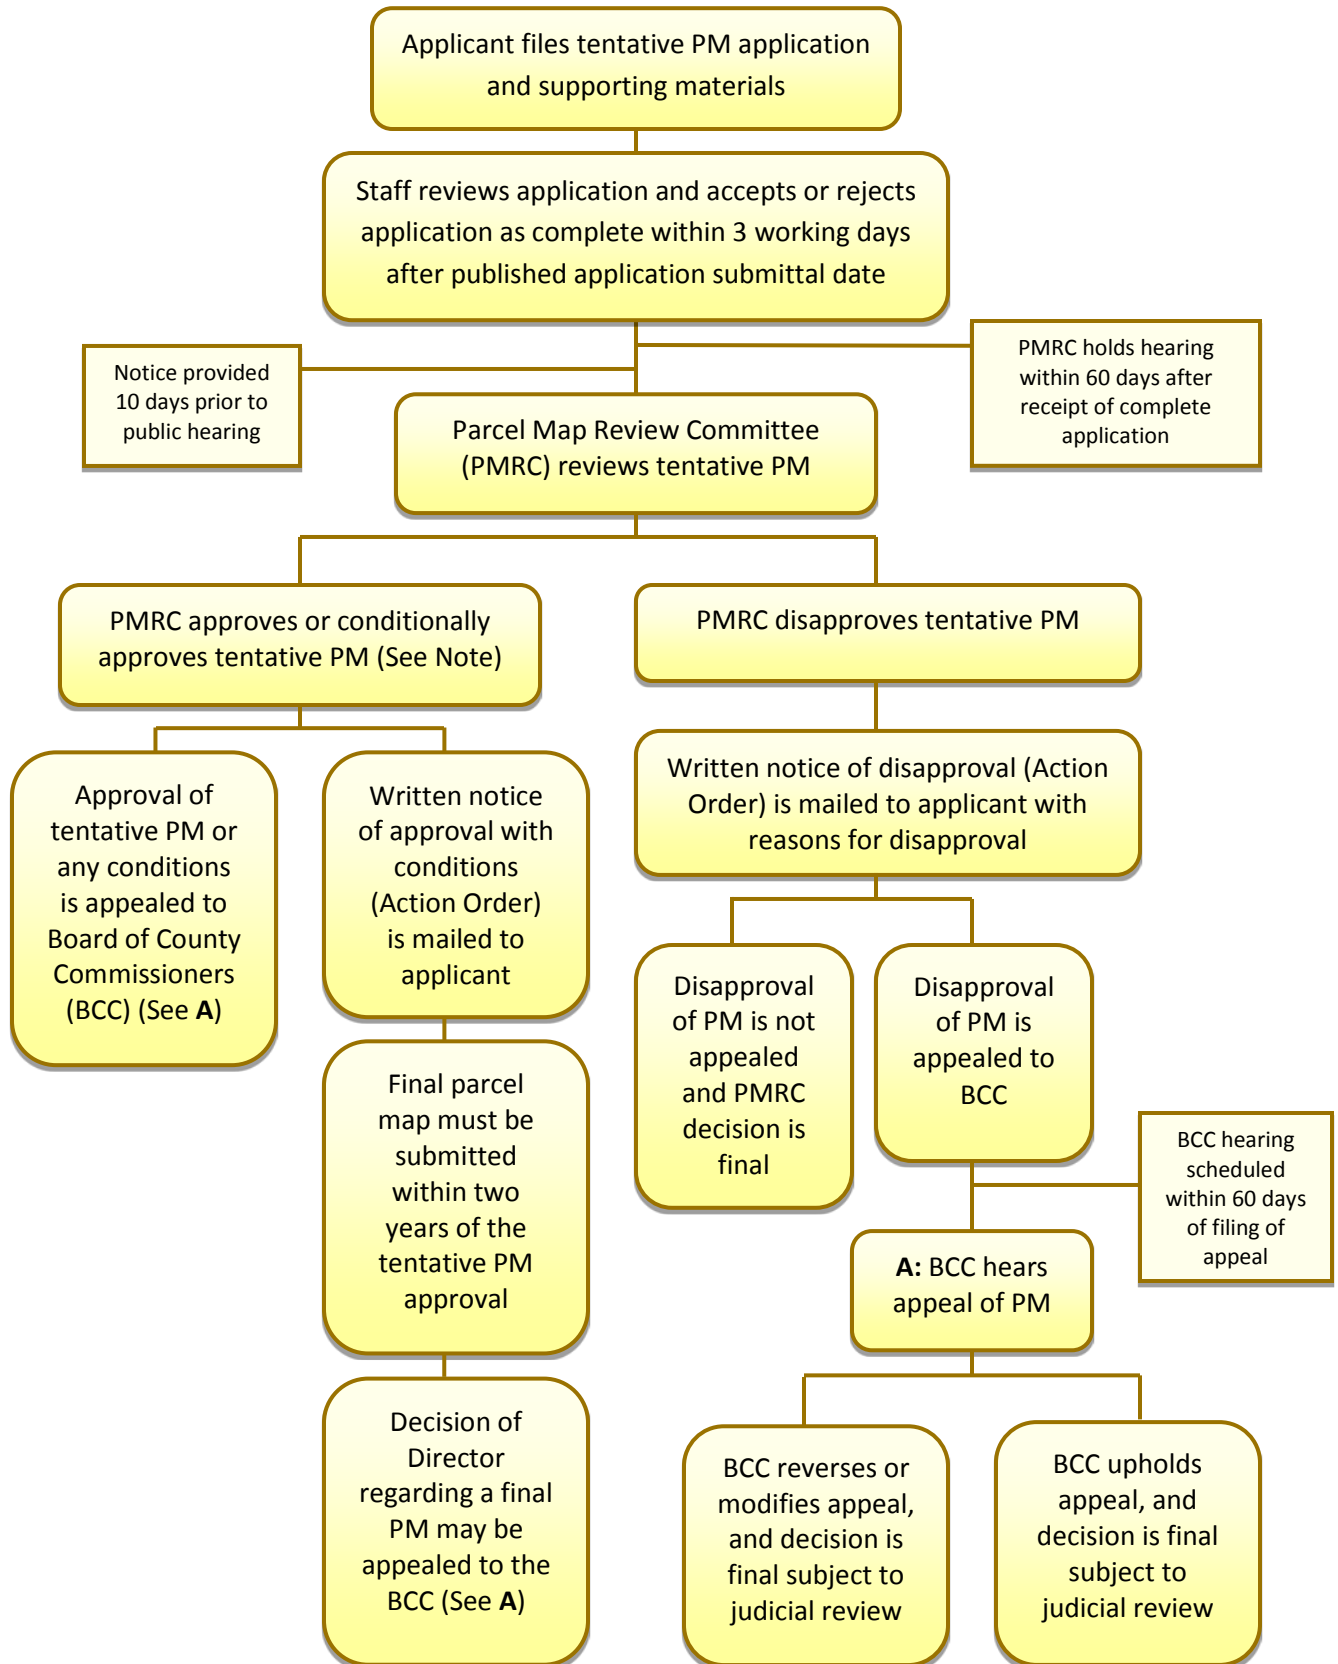 Applicant files tentative PM application
and supporting materials
Staff reviews application and accepts or rejects
application as complete within 3 working days
after published application submittal date
Notice provided
10 days prior to
public hearing
PMRC holds hearing
within 60 days after
receipt of complete
application
Parcel Map Review Committee
(PMRC) reviews tentative PM
PMRC approves or conditionally
approves tentative PM (See Note)
PMRC disapproves tentative PM
Approval of
tentative PM or
any conditions
is appealed to
Board of County
Commissioners
(BCC) (See A)
Written notice
of approval with
conditions
(Action Order)
is mailed to
applicant
Written notice of disapproval (Action
Order) is mailed to applicant with
reasons for disapproval
Disapproval
of PM is not
appealed
and PMRC
decision is
final
Disapproval
of PM is
appealed to
BCC
Final parcel
map must be
submitted
within two
years of the
tentative PM
approval
BCC hearing
scheduled
within 60 days
of filing of
appeal
A: BCC hears
appeal of PM
Decision of
Director
regarding a final
PM may be
appealed to the
BCC (See A)
BCC reverses or
modifies appeal,
and decision is
final subject to
judicial review
BCC upholds
appeal, and
decision is final
subject to
judicial review